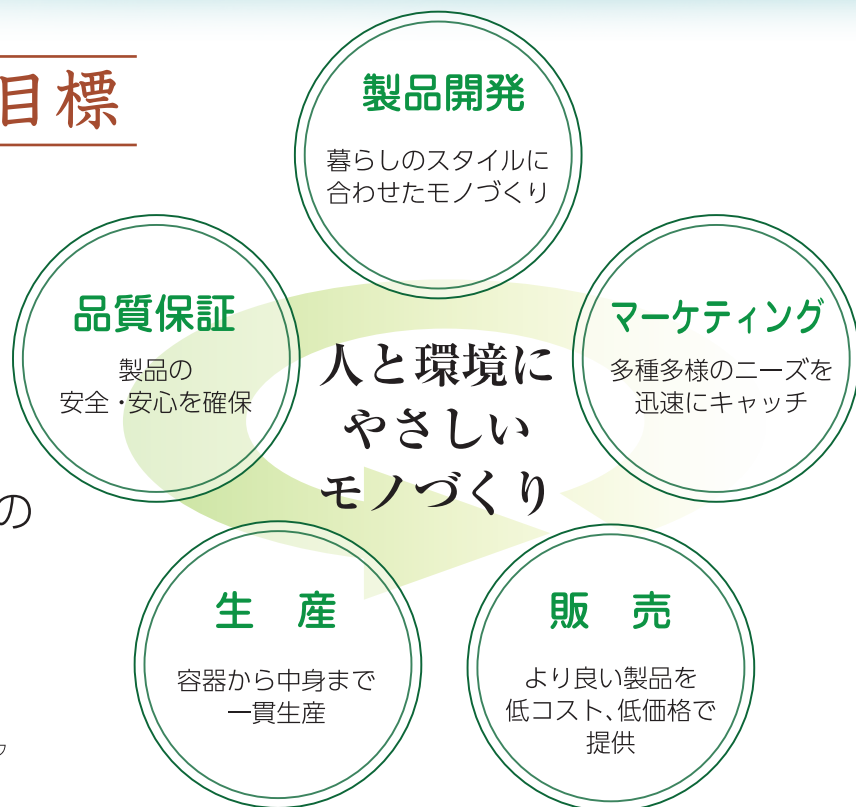 目標
製品開発
暮らしのスタイルに
合わせたモノづくり
品質保証
製品の
安全・安心を確保
マーケティング
多種多様のニーズを
迅速にキャッチ
人と環境に
やさしい
モノづくり
の
生　産
容器から中身まで
一貫生産
販　売
より良い製品を
低コスト、低価格で
提供